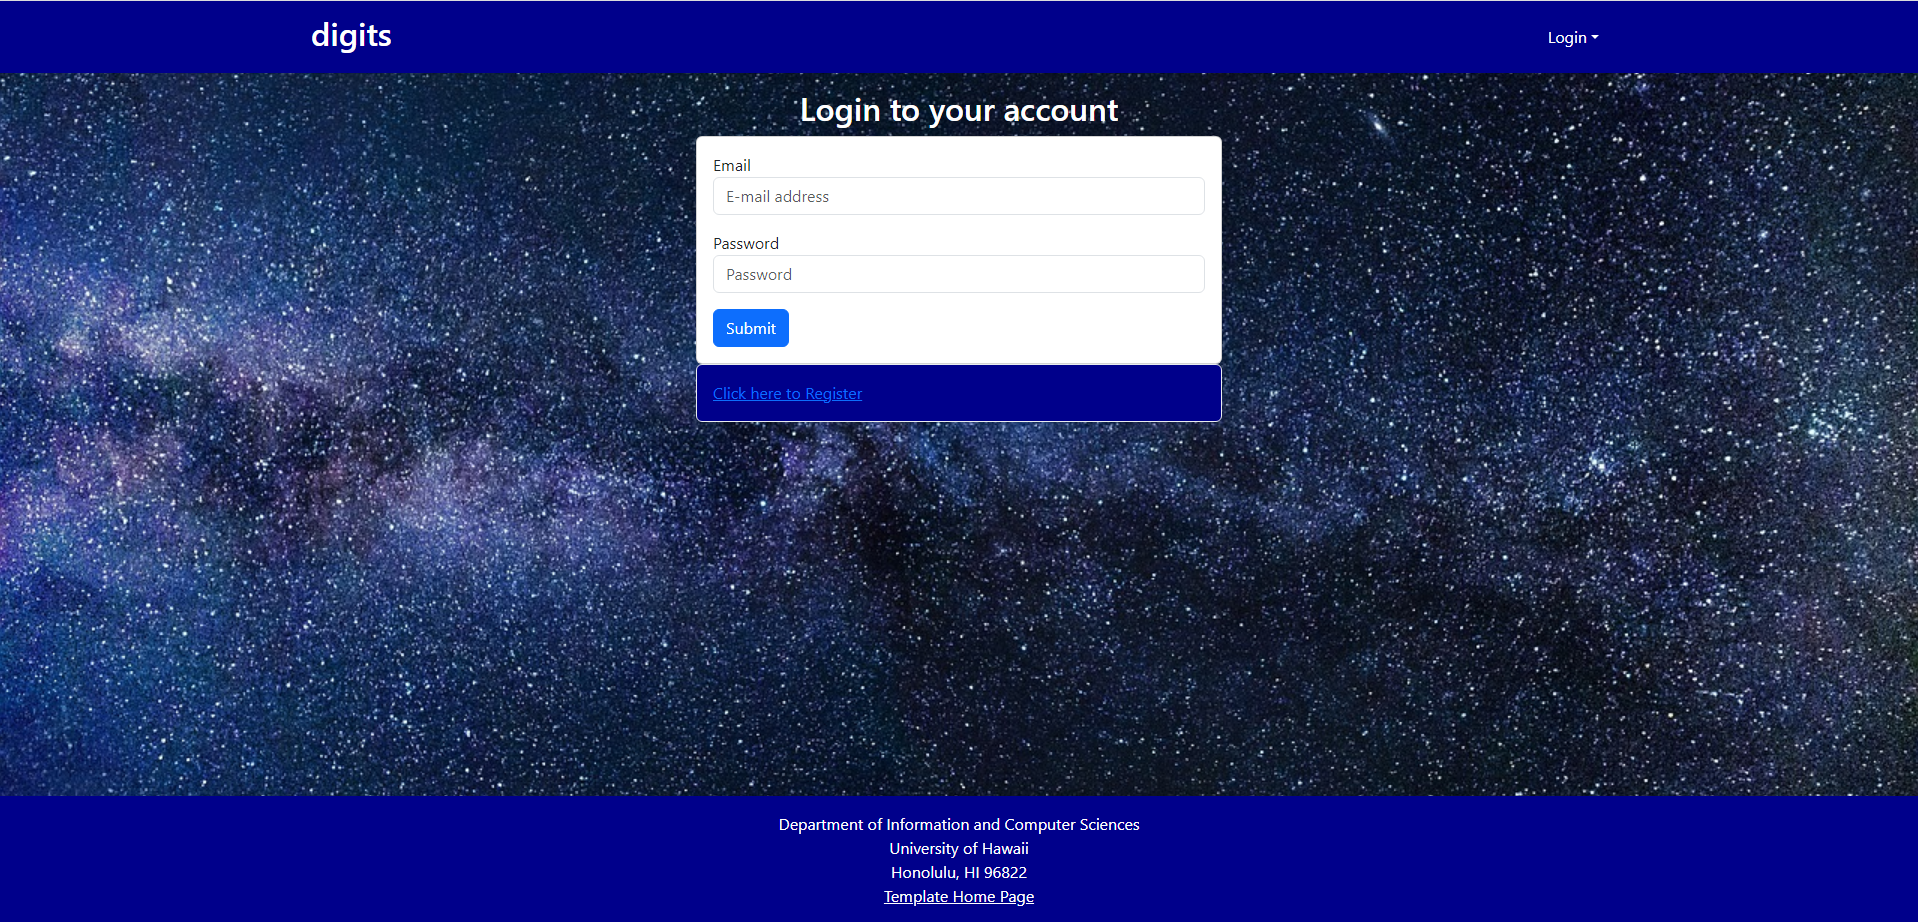 digits
Login
Login to your account
Email
E-mail address
Password
Password
Submit
Click here to Register
Department of Information and Computer Sciences
University of Hawaii
Honolulu, HI 96822
Template Home Page